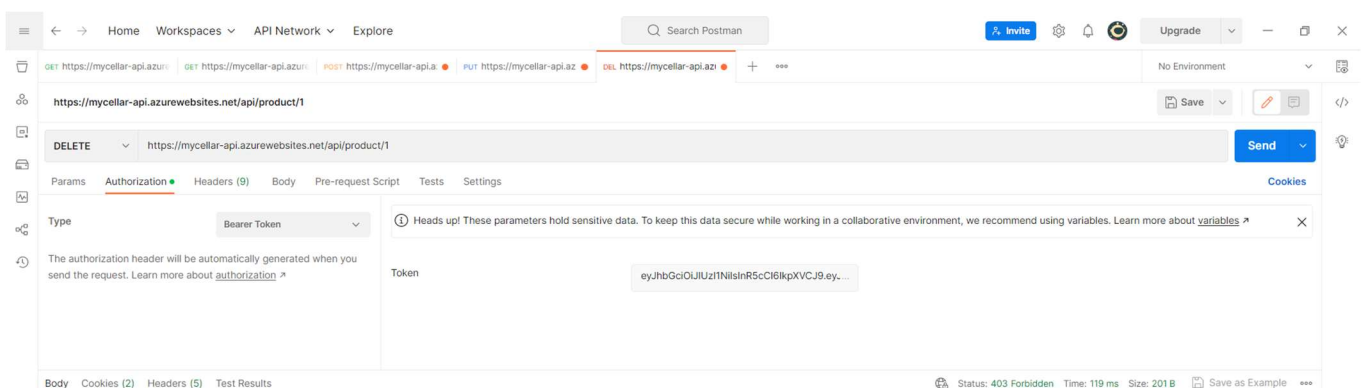 Home Workspaces API Network Explore Search Postman Invite Upgrade
GET https://mycellar-api.azure GET https://mycellar-api.azure POST https://mycellar-api.a: PUT https://mycellar-api.az DEL https://mycellar-api.az No Environment
https://mycellar-api.azurewebsites.net/api/product/1 Save
DELETE https://mycellar-api.azurewebsites.net/api/product/1 Send
Params Authorization Headers (9) Body Pre-request Script Tests Settings Cookies
Type Bearer Token
Heads up! These parameters hold sensitive data. To keep this data secure while working in a collaborative environment, we recommend using variables. Learn more about variables
The authorization header will be automatically generated when you
send the request. Learn more about authorization
Token eyJhbGciOiJIUzI1NiIsInR5cCI6IkpXVCJ9.ey...
Body Cookies (2) Headers (5) Test Results Status: 403 Forbidden Time: 119 ms Size: 201 B Save as Example